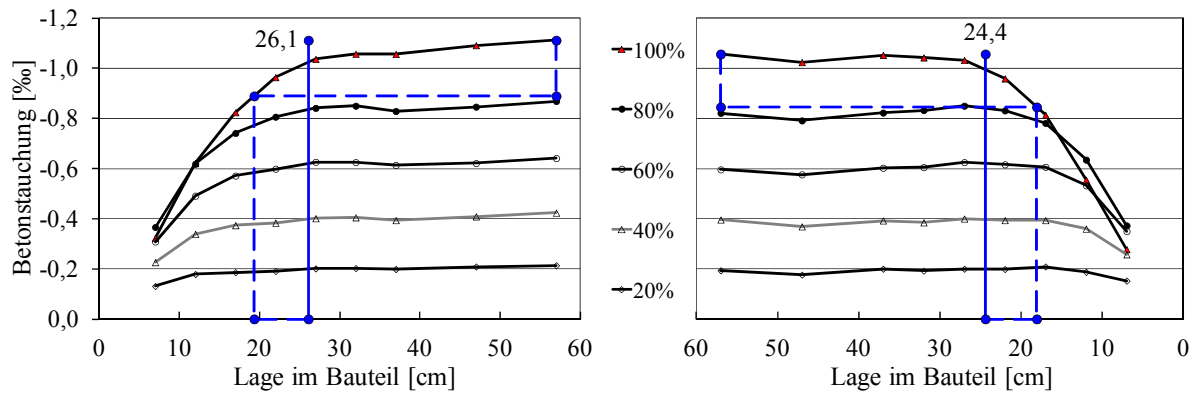 -1,2
-1,0
-0,8
-0,6
-0,4
-0,2
0,0
Betonstauchung [‰]
26,1
0 10 20 30 40 50 60
Lage im Bauteil [cm]
100%
80%
60%
40%
20%
24,4
60 50 40 30 20 10 0
Lage im Bauteil [cm]